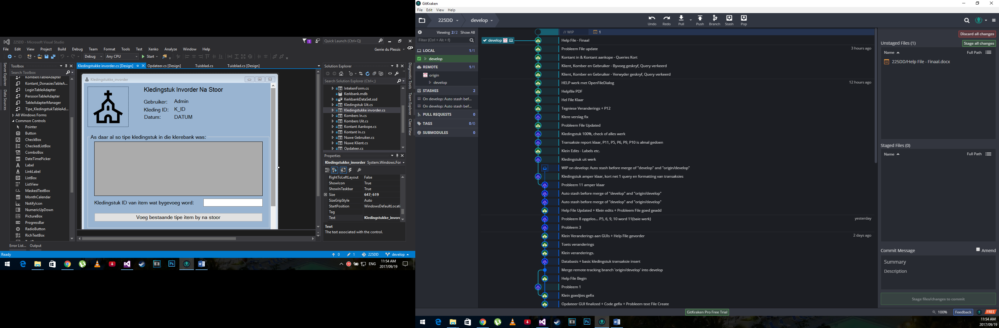 225DD - Microsoft Visual Studio
1
Quick Launch (Ctrl+Q)
File Edit View Project Build Debug Team Format Tools Test Xenko Analyze Window Help
Gerrie du Plessis
GP
Debug Any CPU Start
Server Explorer
Data Sources
Toolbox
Search Toolbox
KombersTableAdapter
Kontant_DonasiesTableA...
LoginTableAdapter
PersoonTableAdapter
TableAdapterManager
Tipe_KledingstukTableAd...
All Windows Forms
Common Controls
Pointer
Button
CheckBox
CheckedListBox
ComboBox
DateTimePicker
Label
LinkLabel
ListBox
ListView
MaskedTextBox
MonthCalendar
NotifyIcon
NumericUpDown
PictureBox
ProgressBar
RadioButton
RichTextBox
Kledingstukke invorder.cs [Design] Opdateer.cs [Design] Tuisblad.cs Tuisblad.cs [Design]
Kledingstukke_invorder
Kledingstuk Invorder Na Stoor
Gebruiker: Admin
Kleding ID: K_ID
Datum: DATUM
As daar al so tipe kledingstuk in die klerebank was:
Kledingstuk ID van item wat bygevoeg word:
Voeg bestaande tipe item by na stoor
Solution Explorer
Search Solution Explorer (Ctrl+;)
IntekenForm.cs
Kerkbank.mdb
KerkbankDataSet.xsd
Kledingstuk Uit.cs
Kledingstukke invorder.cs
Kombers In.cs
Kombers Uit.cs
Kontant Aankope.cs
Kontant In.cs
Nuwe Gebruiker.cs
Nuwe Klient.cs
Opdateer.cs
Properties
Kledingstukke_invorder System.Windows.For
RightToLeftLayout False
ShowIcon True
ShowInTaskbar True
Size 647; 619
SizeGripStyle Auto
StartPosition WindowsDefaultLocati
Tag
Text Kledingstukke_invorc
Text
The text associated with the control.
Diagnostic Tools
Team Explorer
Class View
Error List... Output
Ready
0 1 225DD develop
Ps
ENG
11:54 AM
2017/09/19
GitKraken
File Edit View Help
225DD develop
Undo Redo Pull Push Branch Stash Pop
Viewing 2/2 Show All
Filter (Ctrl + Alt + f)
LOCAL 1/1
develop
REMOTE 1/1
origin
develop
STASHES 2
On develop: Auto stash bef...
On develop: Auto stash bef...
PULL REQUESTS 0
TAGS 0/0
SUBMODULES 0
// WIP 1
develop Help File - Finaal
Probleem File update 3 hours ago
Kontant in & Kontant aankope - Queries Kort
Klient, Komber en Gebruiker - Byvoeg geskryf, Query verkeerd
Klient, Komber en Gebruiker - Verwyder geskryf, Query verkeerd
HELP werk met OpenFileDialog 12 hours ago
Helpfile PDF
Hel File Klaar
Tegniese Veranderings + P12
Klere verslag fix
Probleem File Updated
Kledingstuk 100%, check of alles werk
Transaksie report klaar, P11, P5, P6, P9, P10 is almal gedoen
Klein Edits - Labels etc.
Kledingstuk uit werk
WIP on develop: Auto stash before merge of "develop" and "origin/develop"
Kledingstuk amper klaar, kort net 1 query en formatting van transaksies
Probleem 11 amper klaar
Auto stash before merge of "develop" and "origin/develop"
Auto stash before merge of "develop" and "origin/develop"
Help File Updated + Klein edits + Probleem File goed geadd
Probleem 8 opgelos... P5, 6, 9, 10 word 11(baie werk) yesterday
Probleem 3
Klein Veranderings aan GUIs + Help File gevorder 2 days ago
Toets veranderings
Klein veranderings.
Databasis + basic kledingstuk transaksie insert
Merge remote-tracking branch 'origin/develop' into develop
Help File Begin
Probleem 1
Klein goedjies gefix
Opdateer GUI finalized + Code gefix + Probleem text File Create
Discard all changes
Unstaged Files (1) Stage all changes
Name Full Path
225DD/Help File - Finaal.docx
Staged Files (0)
Name Full Path
Commit Message Amend
Summary
Description
Stage files/changes to commit
GitKraken Pro Free Trial
100% Feedback FREE
Ps
11:54 AM
2017/09/19